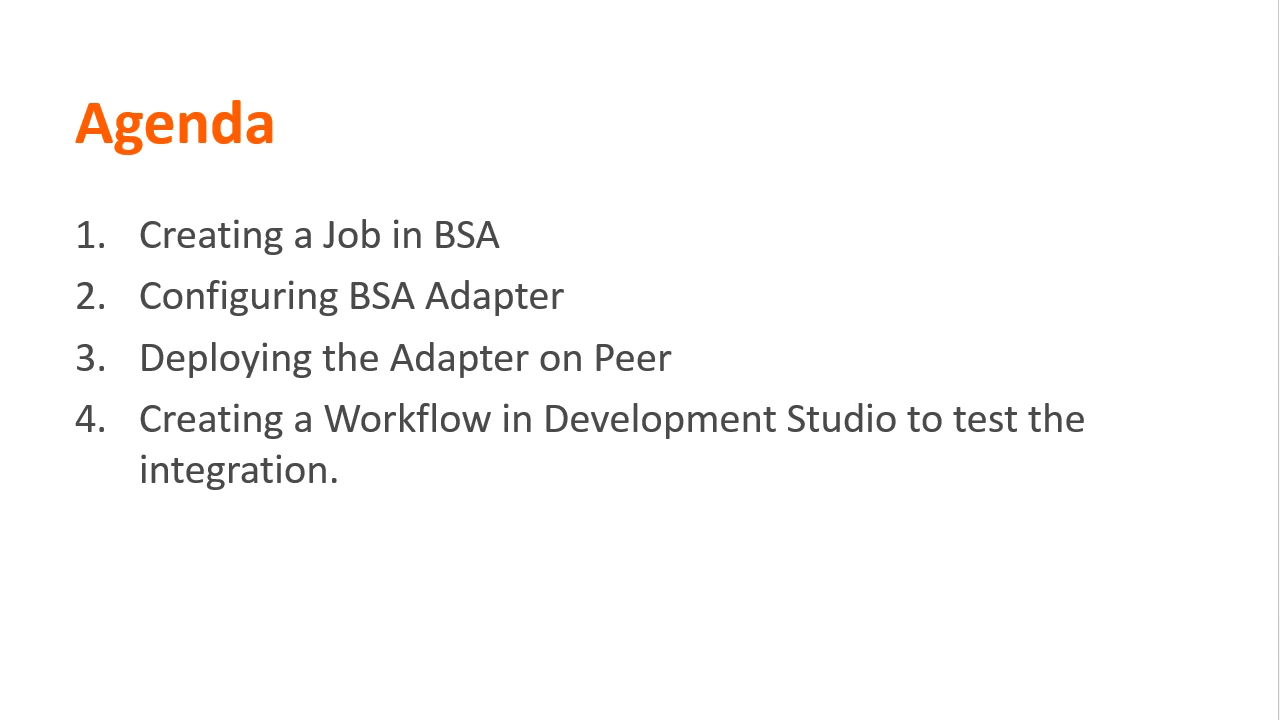 Agenda
1. Creating a Job in BSA
2. Configuring BSA Adapter
3. Deploying the Adapter on Peer
4. Creating a Workflow in Development Studio to test the
integration.